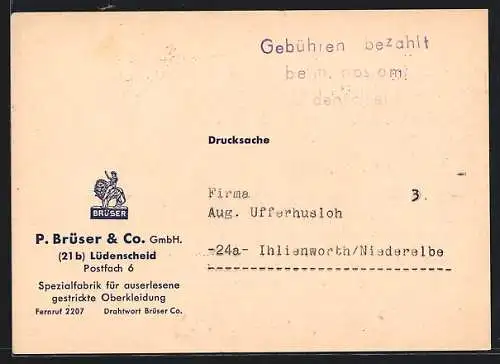 Gebühren bezahlt
beim
Drucksache
Firma 3.
Aug. Ufferhusloh
-24a- Ihlienworth/Niederelbe
BRÜSER
P. Brüser & Co. GmbH.
(21b) Lüdenscheid
Postfach 6
Spezialfabrik für auserlesene
gestrickte Oberkleidung
Fernruf 2207 Drahtwort Brüser Co.